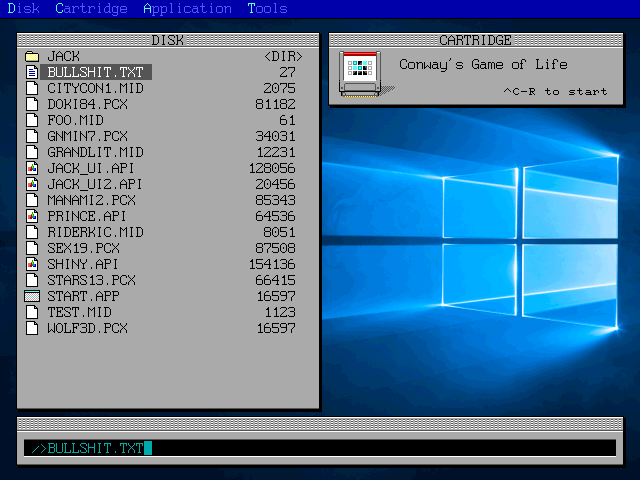 Disk Cartridge Application Tools
DISK
JACK <DIR>
BULLSHIT.TXT 27
CITYCON1.MID 2075
DOKI84.PCX 81182
FOO.MID 61
GNMIN7.PCX 34031
GRANDLIT.MID 12231
JACK_UI.API 128056
JACK_UI2.API 20456
MANAMI2.PCX 85343
PRINCE.API 64536
RIDERKIC.MID 8051
SEX19.PCX 87508
SHINY.API 154136
STARS13.PCX 66415
START.APP 16597
TEST.MID 1123
WOLF3D.PCX 16597
CARTRIDGE
Conway's Game of Life
^C-R to start
/>BULLSHIT.TXT